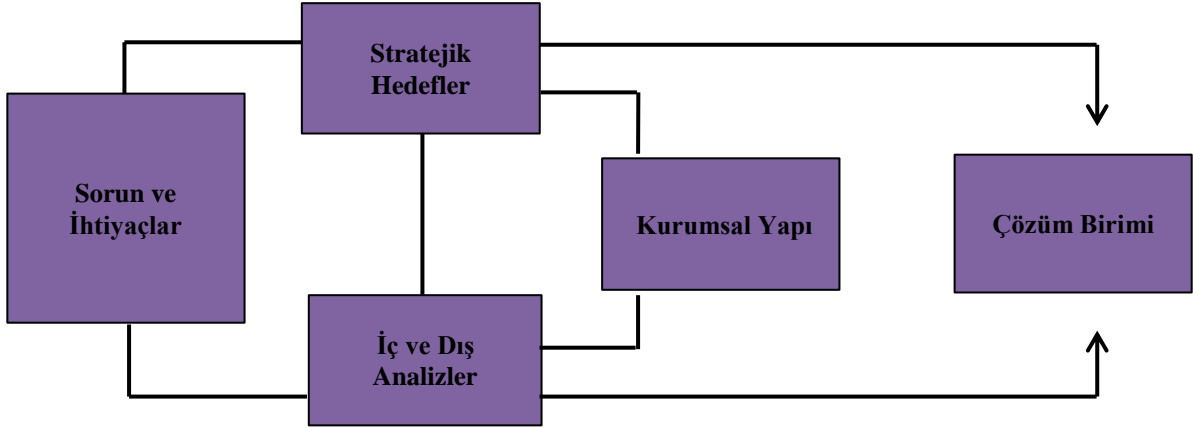 Stratejik
Hedefler
Sorun ve
İhtiyaçlar
Kurumsal Yapı
Çözüm Birimi
İç ve Dış
Analizler